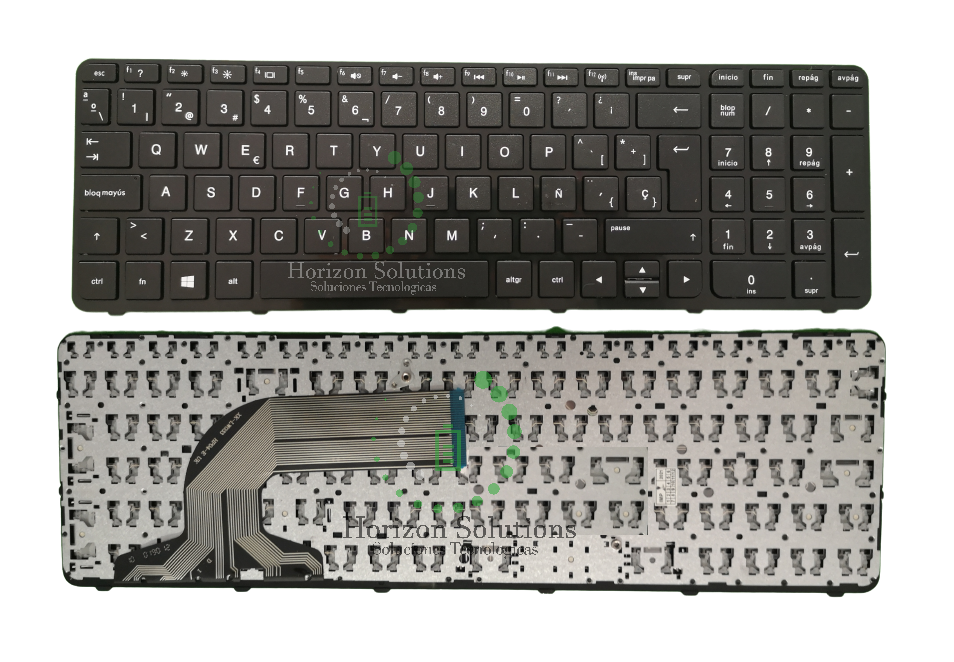 esc f1 ? f2 f3 f4 f5 f6 f7 f8 f9 f10 f11 f12 ins impr pa supr inicio fin repág avpág
ª º \ ! 1 | " 2 @ 3 # $ 4 % 5 & 6 ¬ / 7 ( 8 ) 9 = 0 ? ' ¿ ¡ ← bloq num / * -
Q W E € R T Y U I O P ^ ` [ * + ] 7 inicio 8 ↑ 9 repág +
bloq mayús A S D F G H J K L Ñ ¨ ´ { Ç } 4 ← 5 6 →
↑ > < Z X C V B N M ; , : . _ - pause ↑ 1 fin 2 ↓ 3 avpág
ctrl fn alt altgr ctrl ◄ ▲ ▼ ► 0 ins . supr
Horizon Solutions
Soluciones Tecnologicas
Horizon Solutions
Soluciones Tecnologicas